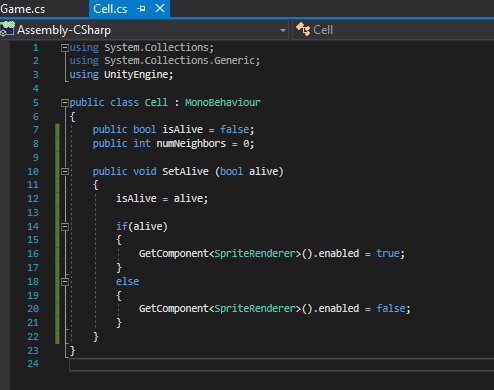 Game.cs
Cell.cs
Assembly-CSharp
Cell
1 using System.Collections;
2 using System.Collections.Generic;
3 using UnityEngine;
4
5 public class Cell : MonoBehaviour
6 {
7     public bool isAlive = false;
8     public int numNeighbors = 0;
9
10     public void SetAlive (bool alive)
11     {
12         isAlive = alive;
13
14         if(alive)
15         {
16             GetComponent<SpriteRenderer>().enabled = true;
17         }
18         else
19         {
20             GetComponent<SpriteRenderer>().enabled = false;
21         }
22     }
23 }
24